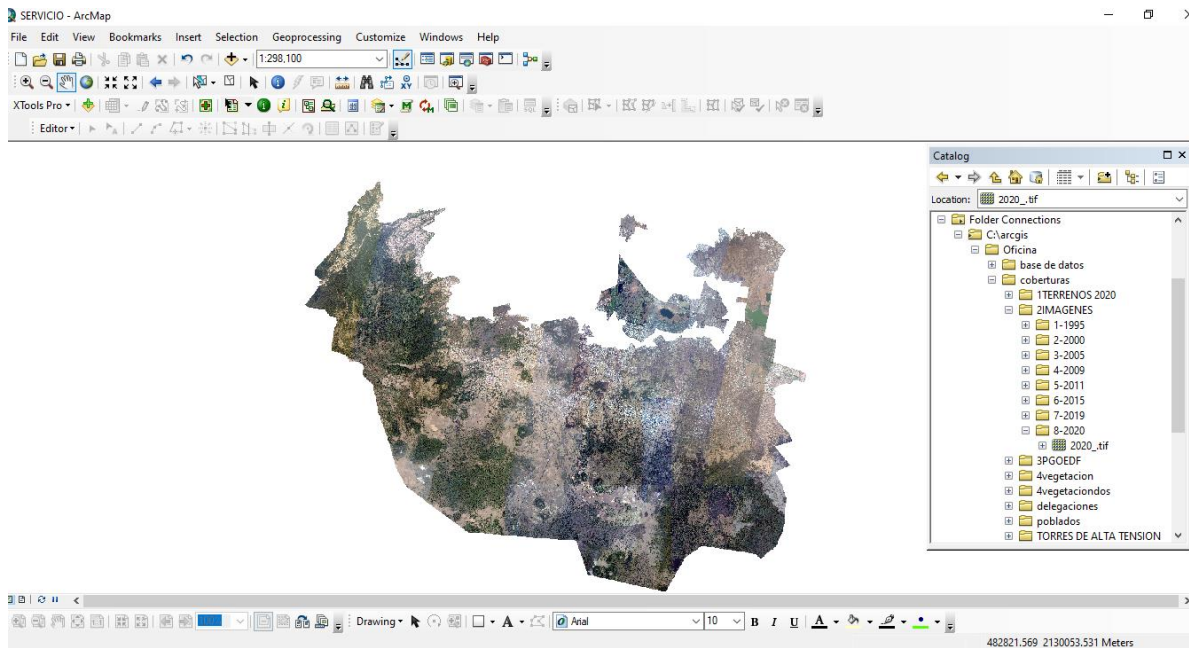 SERVICIO - ArcMap
File Edit View Bookmarks Insert Selection Geoprocessing Customize Windows Help
1:298,100
XTools Pro
Editor
Catalog
Location: 2020_.tif
Folder Connections
C:\arcgis
Oficina
base de datos
coberturas
1TERRENOS 2020
2IMAGENES
1-1995
2-2000
3-2005
4-2009
5-2011
6-2015
7-2019
8-2020
2020_.tif
3PGOEDF
4vegetacion
4vegetaciondos
delegaciones
poblados
TORRES DE ALTA TENSION
Drawing A Arial 10 B I U A
482821.569 2130053.531 Meters